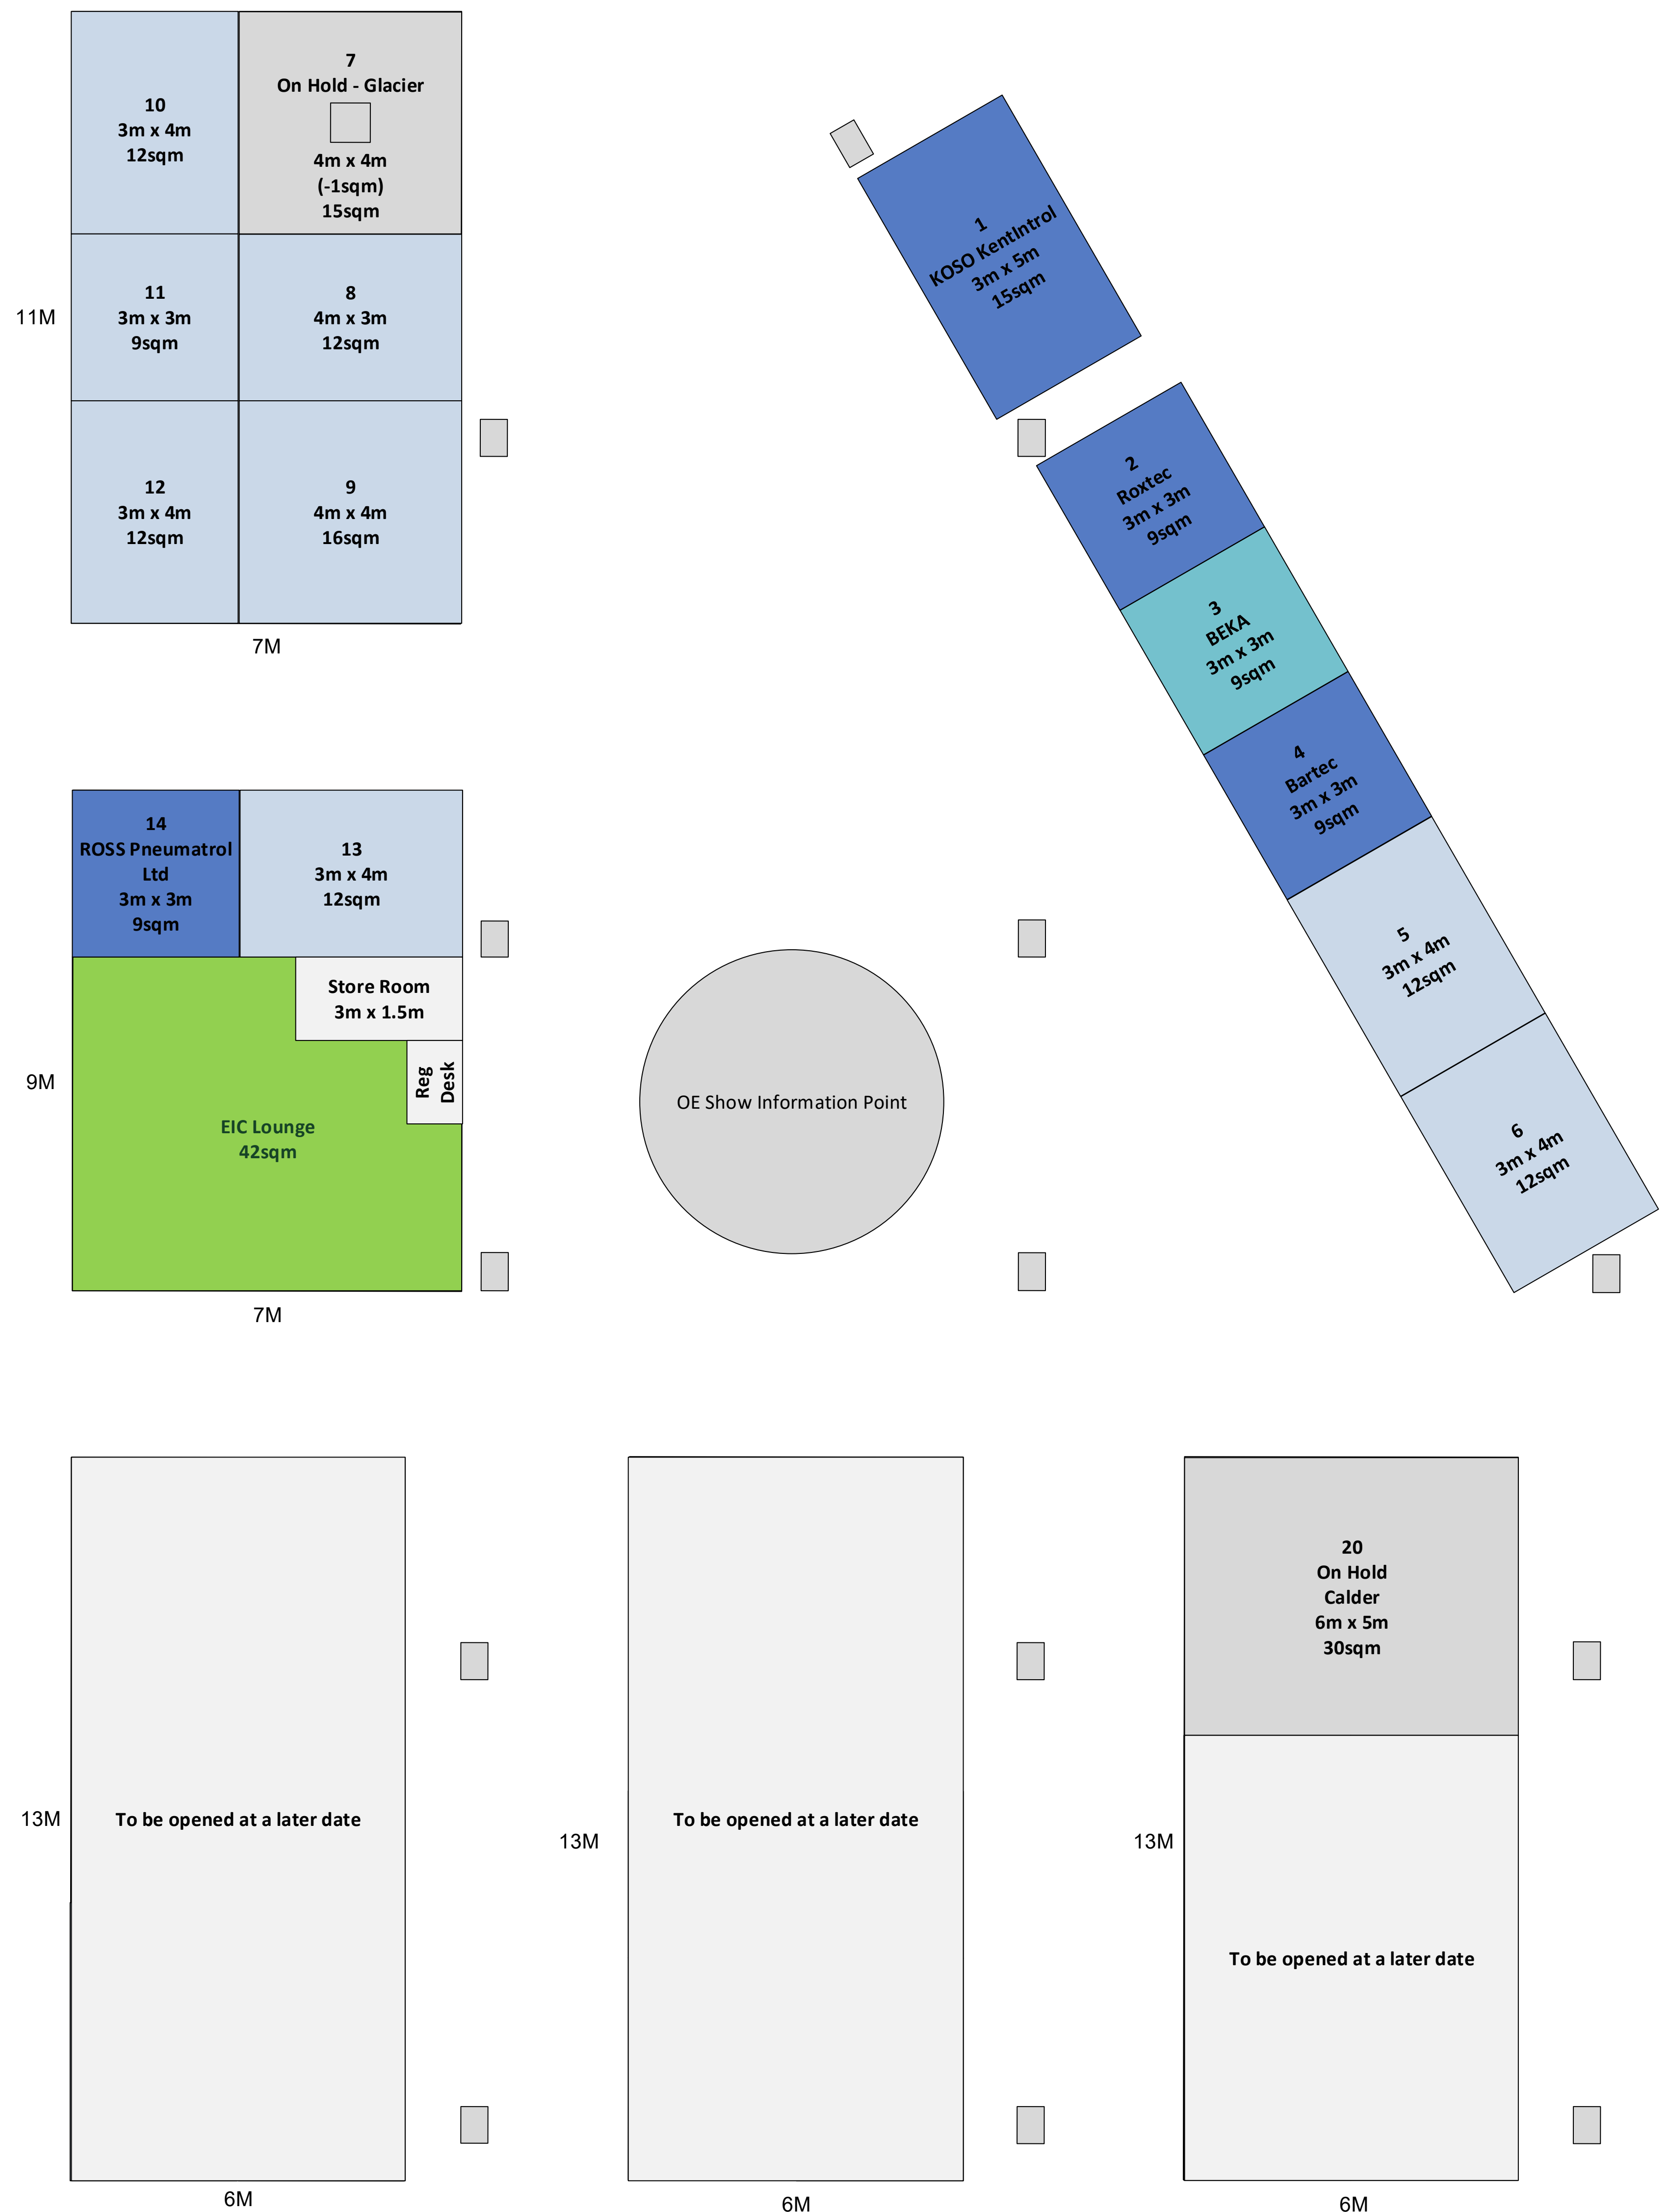 10
3m x 4m
12sqm
7
On Hold - Glacier
4m x 4m
(-1sqm)
15sqm
11
3m x 3m
9sqm
8
4m x 3m
12sqm
11M
12
3m x 4m
12sqm
9
4m x 4m
16sqm
7M
1
KOSO KentIntrol
3m x 5m
15sqm
2
Roxtec
3m x 3m
9sqm
3
BEKA
3m x 3m
9sqm
4
Bartec
3m x 3m
9sqm
5
3m x 4m
12sqm
6
3m x 4m
12sqm
14
ROSS Pneumatrol
Ltd
3m x 3m
9sqm
13
3m x 4m
12sqm
Store Room
3m x 1.5m
Reg
Desk
9M
EIC Lounge
42sqm
7M
OE Show Information Point
13M
To be opened at a later date
6M
13M
To be opened at a later date
6M
20
On Hold
Calder
6m x 5m
30sqm
13M
To be opened at a later date
6M